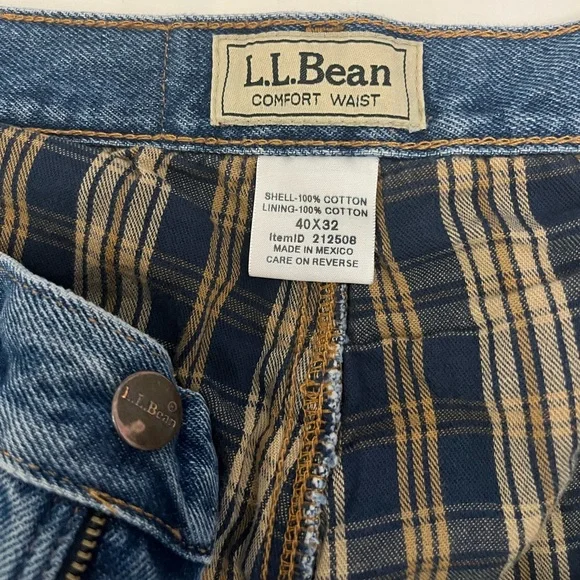 L.L.Bean
COMFORT WAIST
SHELL-100% COTTON
LINING-100% COTTON
40X32
ItemID 212508
MADE IN MEXICO
CARE ON REVERSE
L.L.Bean ®